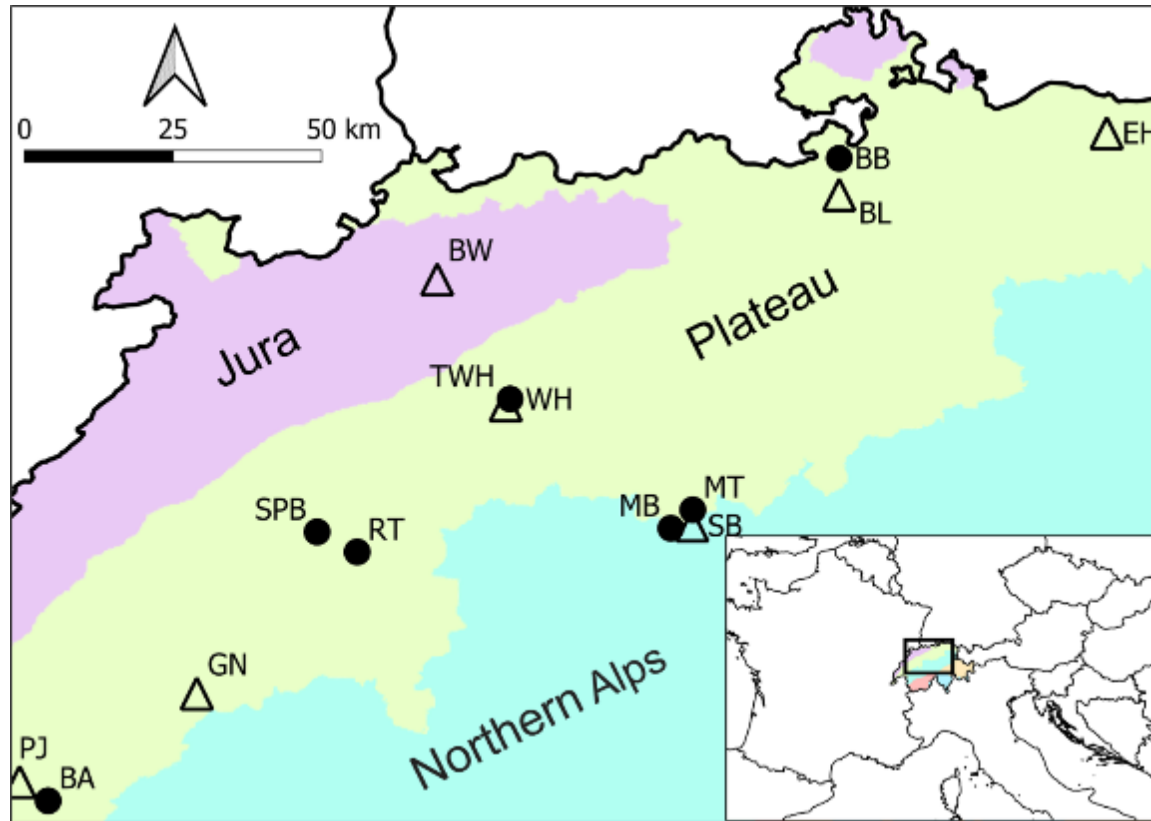 0 25 50 km
EH
BB
BL
BW
Jura
Plateau
TWH
WH
MT
MB
SB
SPB
RT
GN
Northern Alps
PJ
BA